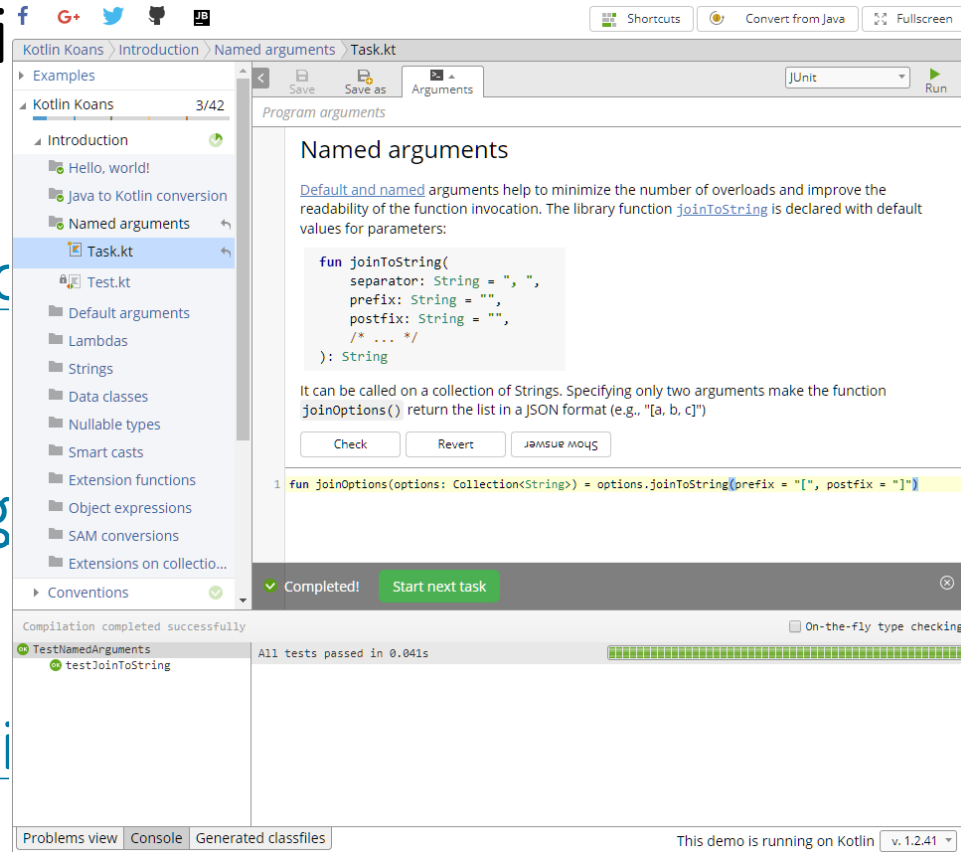 Shortcuts
Convert from Java
Fullscreen
Kotlin Koans
Introduction
Named arguments
Task.kt
Examples
Kotlin Koans 3/42
Introduction
Hello, world!
Java to Kotlin conversion
Named arguments
Task.kt
Test.kt
Default arguments
Lambdas
Strings
Data classes
Nullable types
Smart casts
Extension functions
Object expressions
SAM conversions
Extensions on collectio...
Conventions
Save
Save as
Arguments
JUnit
Run
Program arguments
Named arguments
Default and named arguments help to minimize the number of overloads and improve the
readability of the function invocation. The library function joinToString is declared with default
values for parameters:
fun joinToString(
separator: String = ", ",
prefix: String = "",
postfix: String = "",
/* ... */
): String
It can be called on a collection of Strings. Specifying only two arguments make the function
joinOptions() return the list in a JSON format (e.g., "[a, b, c]")
Check
Revert
Show answer
1 fun joinOptions(options: Collection<String>) = options.joinToString(prefix = "[", postfix = "]")
Completed!
Start next task
Compilation completed successfully
On-the-fly type checking
TestNamedArguments
testJoinToString
All tests passed in 0.041s
Problems view
Console
Generated classfiles
This demo is running on Kotlin v. 1.2.41